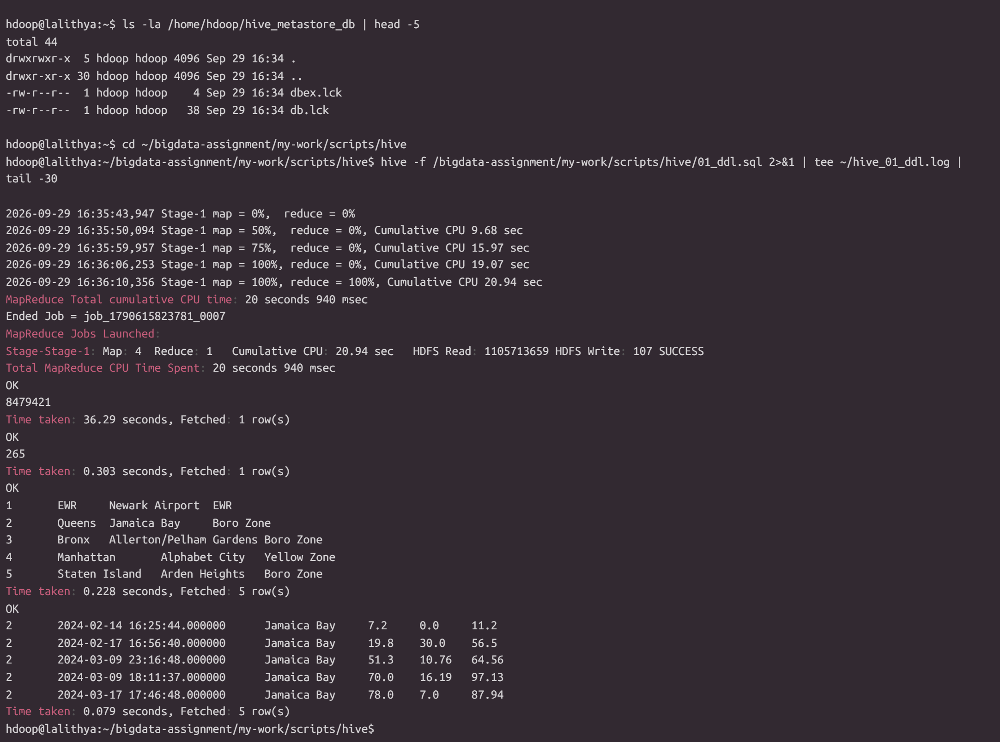 hdoop@lalithya:~$ ls -la /home/hdoop/hive_metastore_db | head -5
total 44
drwxrwxr-x  5 hdoop hdoop 4096 Sep 29 16:34 .
drwxr-xr-x 30 hdoop hdoop 4096 Sep 29 16:34 ..
-rw-r--r--  1 hdoop hdoop    4 Sep 29 16:34 dbex.lck
-rw-r--r--  1 hdoop hdoop   38 Sep 29 16:34 db.lck
hdoop@lalithya:~$ cd ~/bigdata-assignment/my-work/scripts/hive
hdoop@lalithya:~/bigdata-assignment/my-work/scripts/hive$ hive -f /bigdata-assignment/my-work/scripts/hive/01_ddl.sql 2>&1 | tee ~/hive_01_ddl.log |
tail -30
2026-09-29 16:35:43,947 Stage-1 map = 0%,  reduce = 0%
2026-09-29 16:35:50,094 Stage-1 map = 50%,  reduce = 0%, Cumulative CPU 9.68 sec
2026-09-29 16:35:59,957 Stage-1 map = 75%,  reduce = 0%, Cumulative CPU 15.97 sec
2026-09-29 16:36:06,253 Stage-1 map = 100%, reduce = 0%, Cumulative CPU 19.07 sec
2026-09-29 16:36:10,356 Stage-1 map = 100%, reduce = 100%, Cumulative CPU 20.94 sec
MapReduce Total cumulative CPU time: 20 seconds 940 msec
Ended Job = job_1790615823781_0007
MapReduce Jobs Launched:
Stage-Stage-1: Map: 4  Reduce: 1   Cumulative CPU: 20.94 sec   HDFS Read: 1105713659 HDFS Write: 107 SUCCESS
Total MapReduce CPU Time Spent: 20 seconds 940 msec
OK
8479421
Time taken: 36.29 seconds, Fetched: 1 row(s)
OK
265
Time taken: 0.303 seconds, Fetched: 1 row(s)
OK
1       EWR     Newark Airport  EWR
2       Queens  Jamaica Bay     Boro Zone
3       Bronx   Allerton/Pelham Gardens Boro Zone
4       Manhattan       Alphabet City   Yellow Zone
5       Staten Island   Arden Heights   Boro Zone
Time taken: 0.228 seconds, Fetched: 5 row(s)
OK
2       2024-02-14 16:25:44.000000      Jamaica Bay     7.2     0.0     11.2
2       2024-02-17 16:56:40.000000      Jamaica Bay     19.8    30.0    56.5
2       2024-03-09 23:16:48.000000      Jamaica Bay     51.3    10.76   64.56
2       2024-03-09 18:11:37.000000      Jamaica Bay     70.0    16.19   97.13
2       2024-03-17 17:46:48.000000      Jamaica Bay     78.0    7.0     87.94
Time taken: 0.079 seconds, Fetched: 5 row(s)
hdoop@lalithya:~/bigdata-assignment/my-work/scripts/hive$